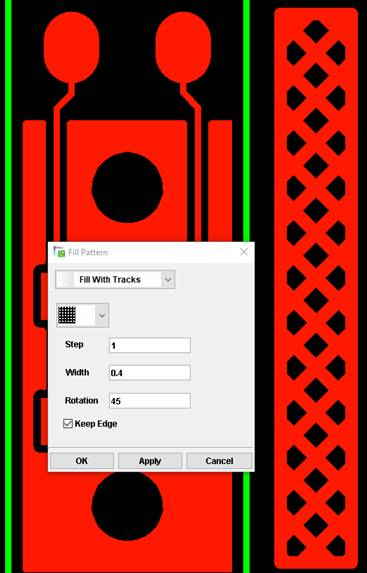 Fill Pattern
Fill With Tracks
Step 1
Width 0.4
Rotation 45
Keep Edge
OK Apply Cancel